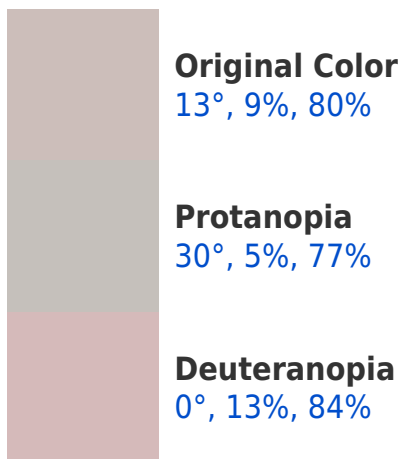 Original Color
13°, 9%, 80%
Protanopia
30°, 5%, 77%
Deuteranopia
0°, 13%, 84%